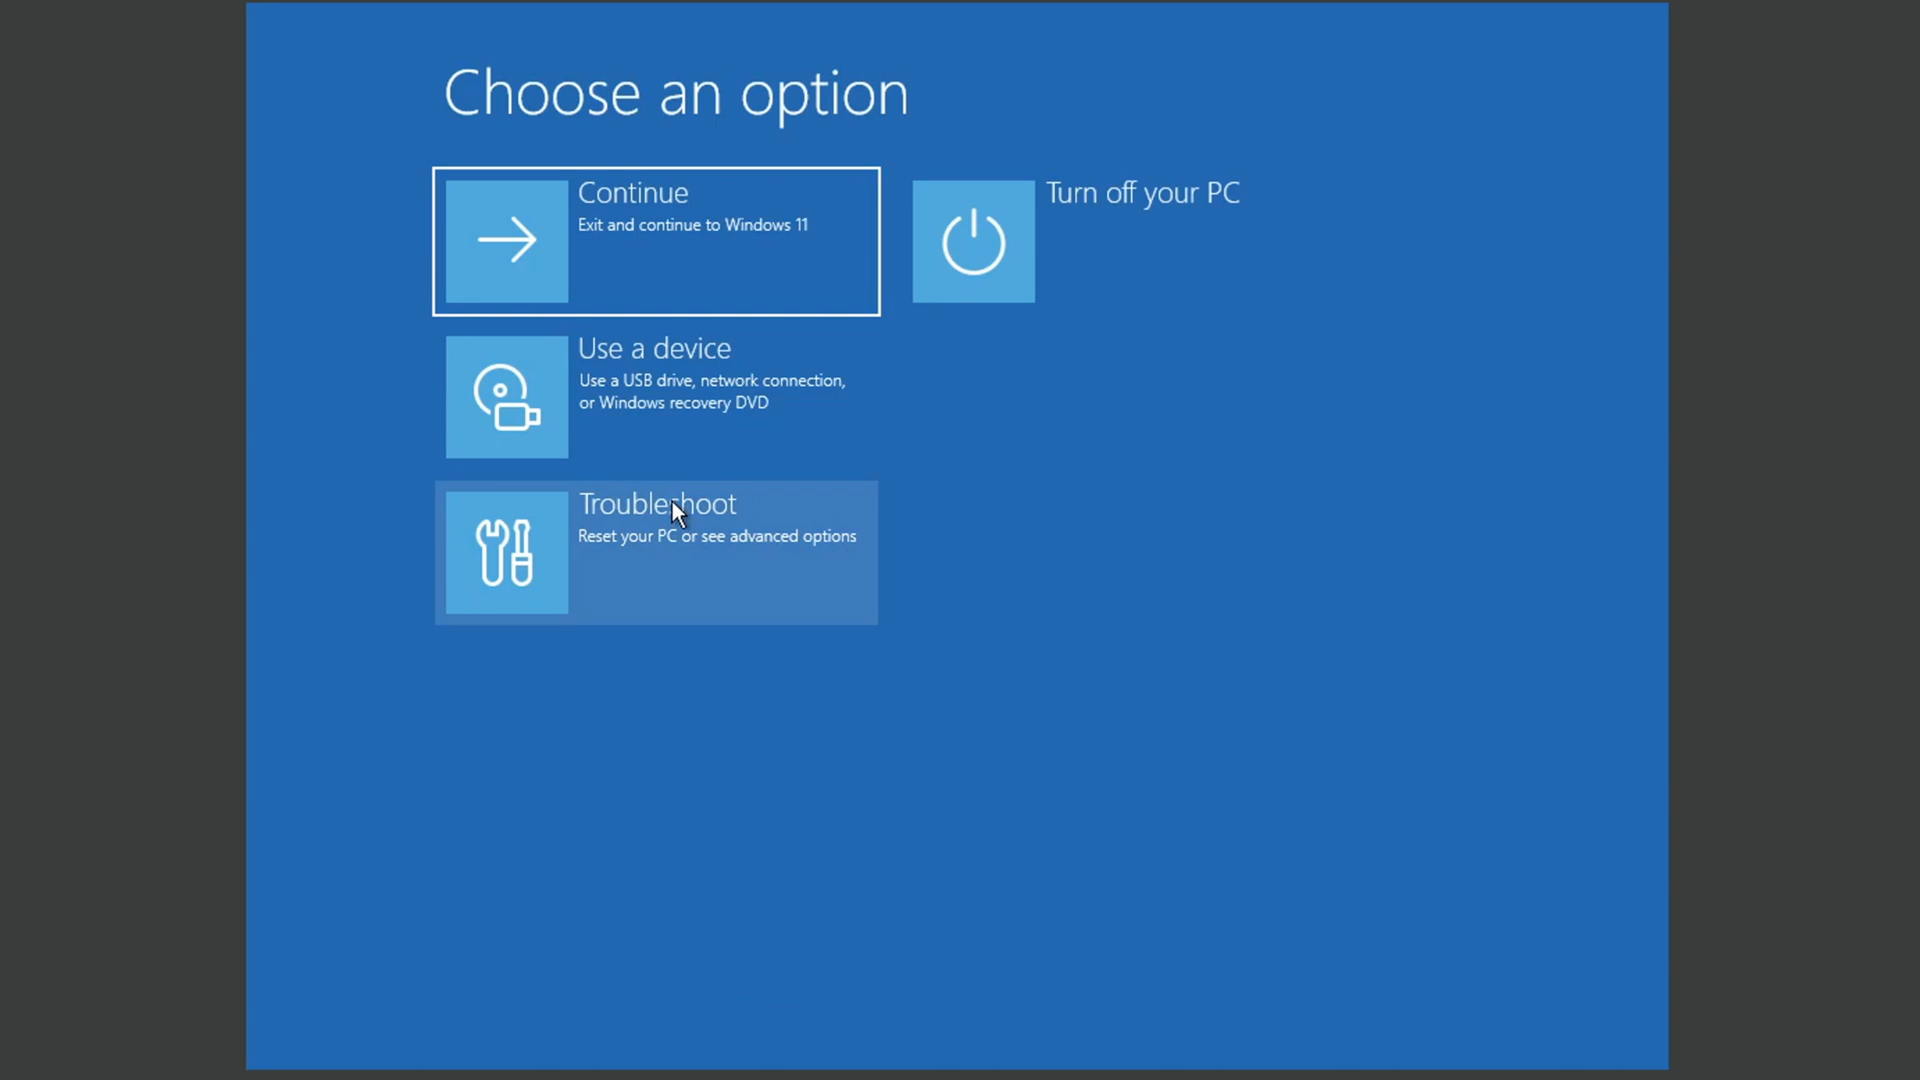 Choose an option
Continue
Exit and continue to Windows 11
Turn off your PC
Use a device
Use a USB drive, network connection,
or Windows recovery DVD
Troubleshoot
Reset your PC or see advanced options